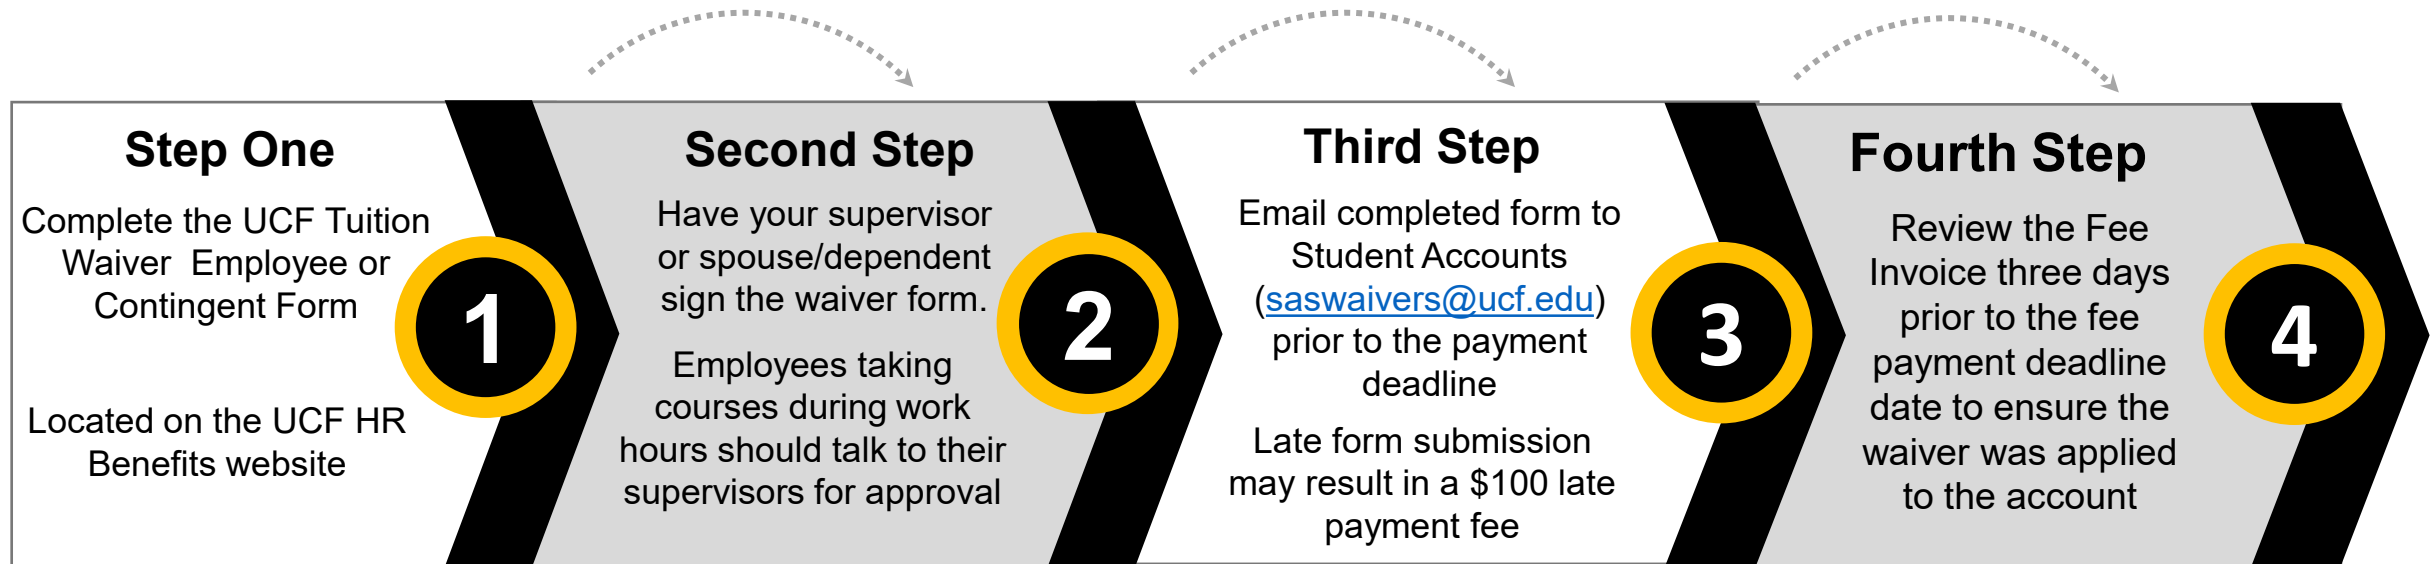 Step One
Complete the UCF Tuition
Waiver  Employee or
Contingent Form
Located on the UCF HR
Benefits website
1
Second Step
Have your supervisor
or spouse/dependent
sign the waiver form.
Employees taking
courses during work
hours should talk to their
supervisors for approval
2
Third Step
Email completed form to
Student Accounts
(saswaivers@ucf.edu)
prior to the payment
deadline
Late form submission
may result in a $100 late
payment fee
3
Fourth Step
Review the Fee
Invoice three days
prior to the fee
payment deadline
date to ensure the
waiver was applied
to the account
4